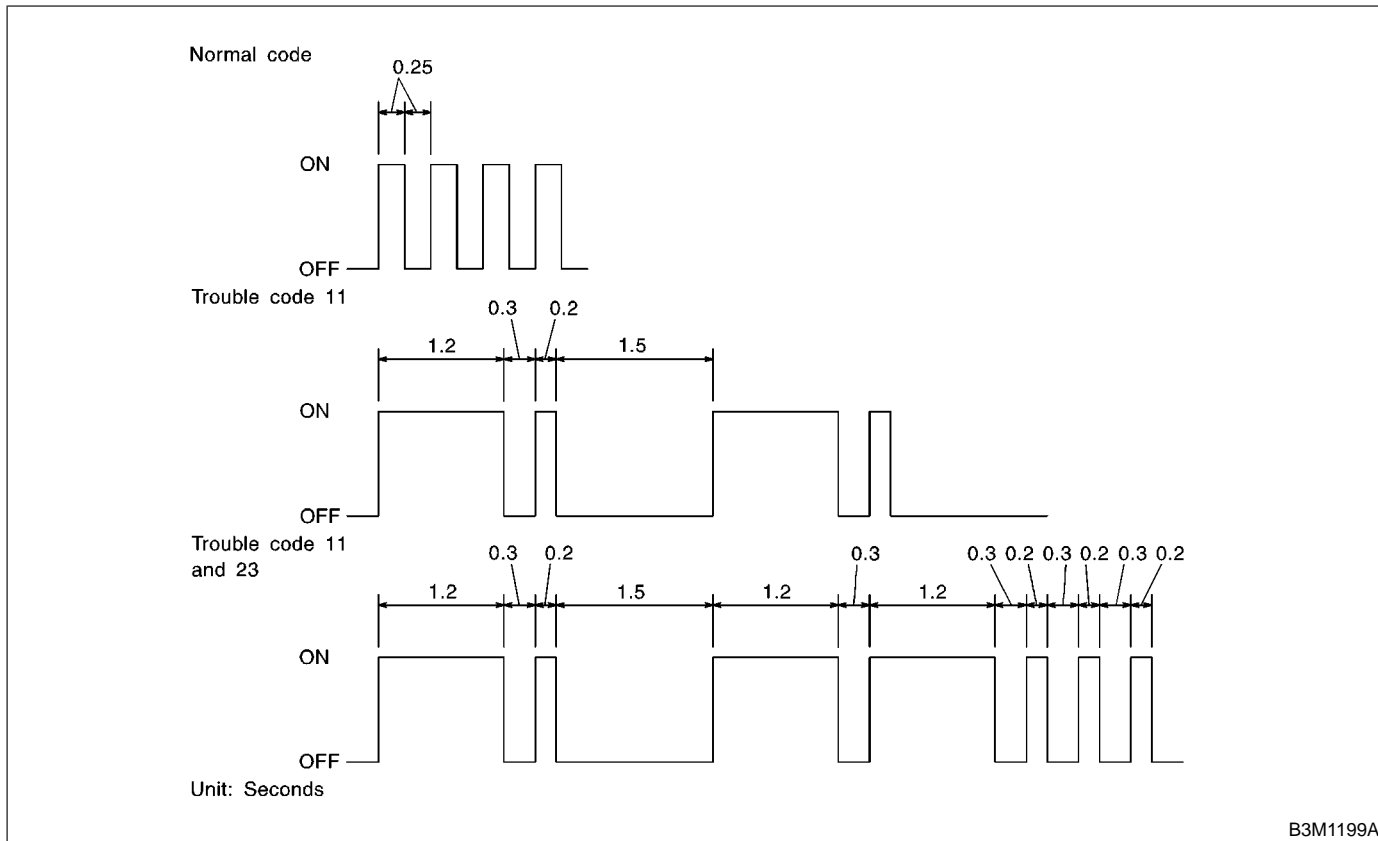 Normal code
0.25
ON
OFF
Trouble code 11
0.3 0.2
1.2 1.5
ON
OFF
Trouble code 11
and 23
0.3 0.2 0.3 0.3 0.2 0.3 0.2 0.3 0.2
1.2 1.5 1.2 1.2
ON
OFF
Unit: Seconds
B3M1199A